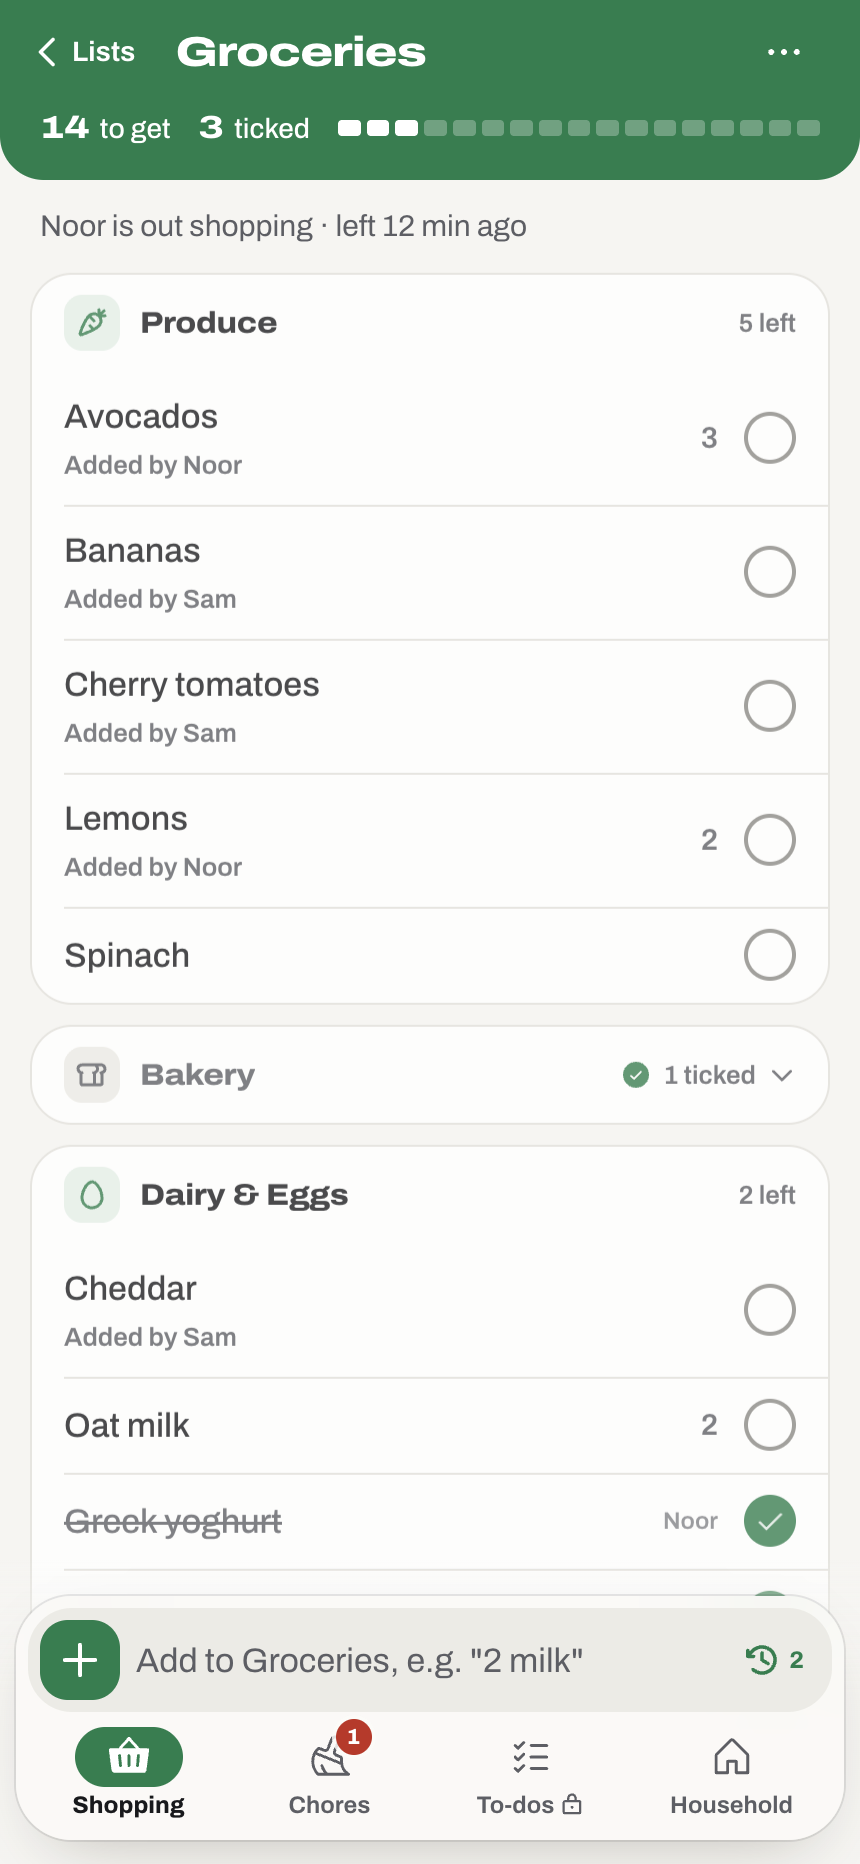 Lists Groceries
14 to get 3 ticked
Noor is out shopping · left 12 min ago
Produce 5 left
Avocados
Added by Noor
3
Bananas
Added by Sam
Cherry tomatoes
Added by Sam
Lemons
Added by Noor
2
Spinach
Bakery 1 ticked
Dairy & Eggs 2 left
Cheddar
Added by Sam
Oat milk 2
Greek yoghurt Noor
Add to Groceries, e.g. "2 milk" 2
1
Shopping Chores To-dos Household